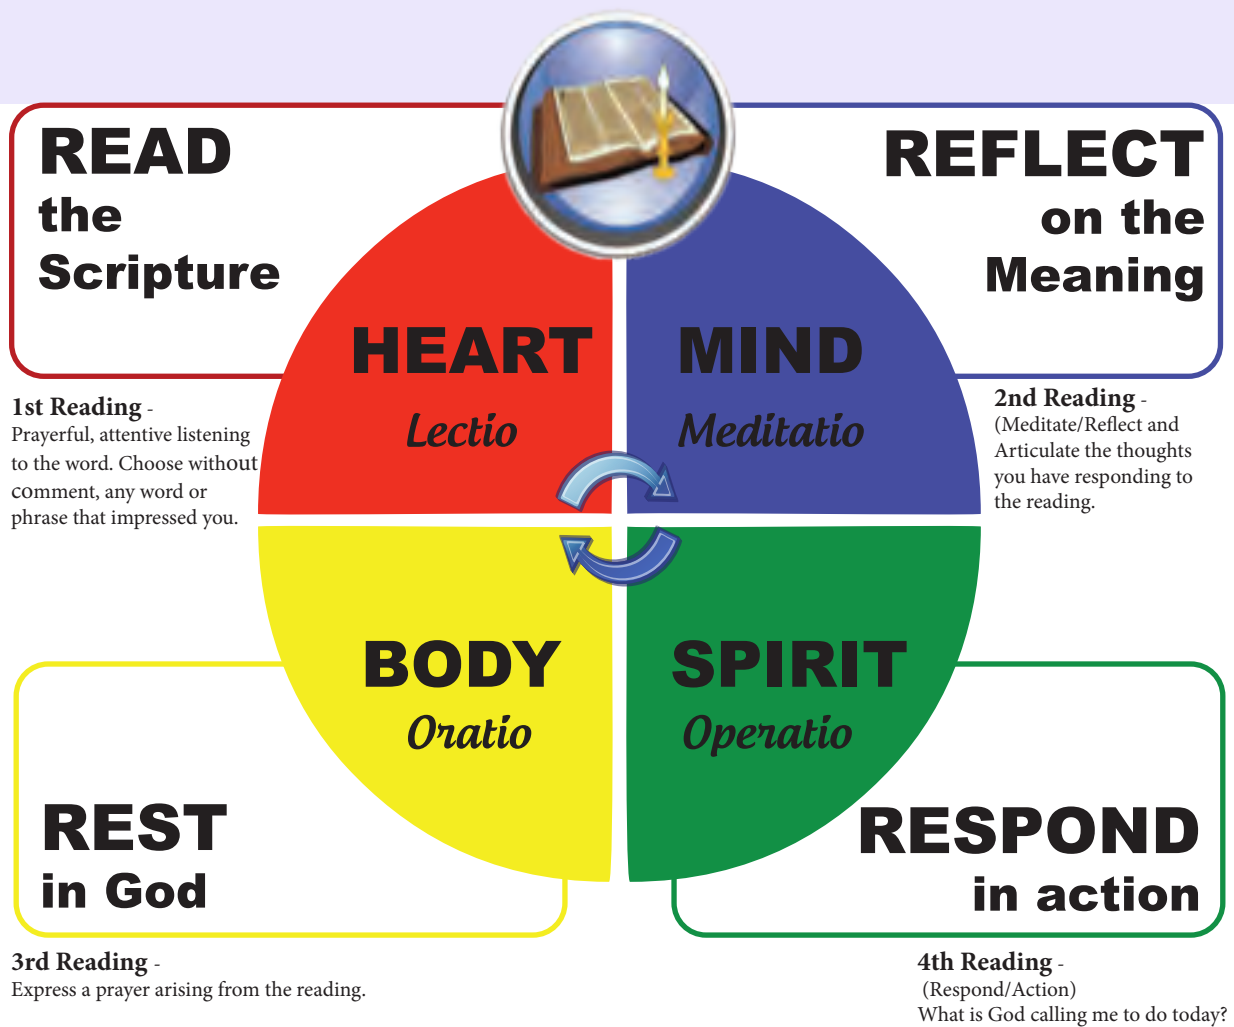 READ
the
Scripture
REFLECT
on the
Meaning
HEART
Lectio
MIND
Meditatio
1st Reading -
Prayerful, attentive listening
to the word. Choose without
comment, any word or
phrase that impressed you.
2nd Reading -
(Meditate/Reflect and
Articulate the thoughts
you have responding to
the reading.
BODY
Oratio
SPIRIT
Operatio
REST
in God
RESPOND
in action
3rd Reading -
Express a prayer arising from the reading.
4th Reading -
(Respond/Action)
What is God calling me to do today?